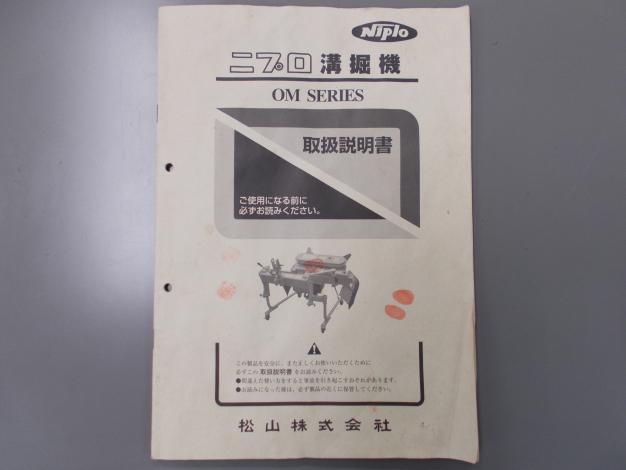 Niplo
ニプロ 溝掘機
OM SERIES
取扱説明書
ご使用になる前に
必ずお読みください。
この製品を安全に、また正しくお使いいただくために
必ずこの 取扱説明書 をお読みください。
●間違えた使い方をすると事故を引き起こすおそれがあります。
●お読みになった後は、必ず製品の近くに保管してください。
松山株式会社